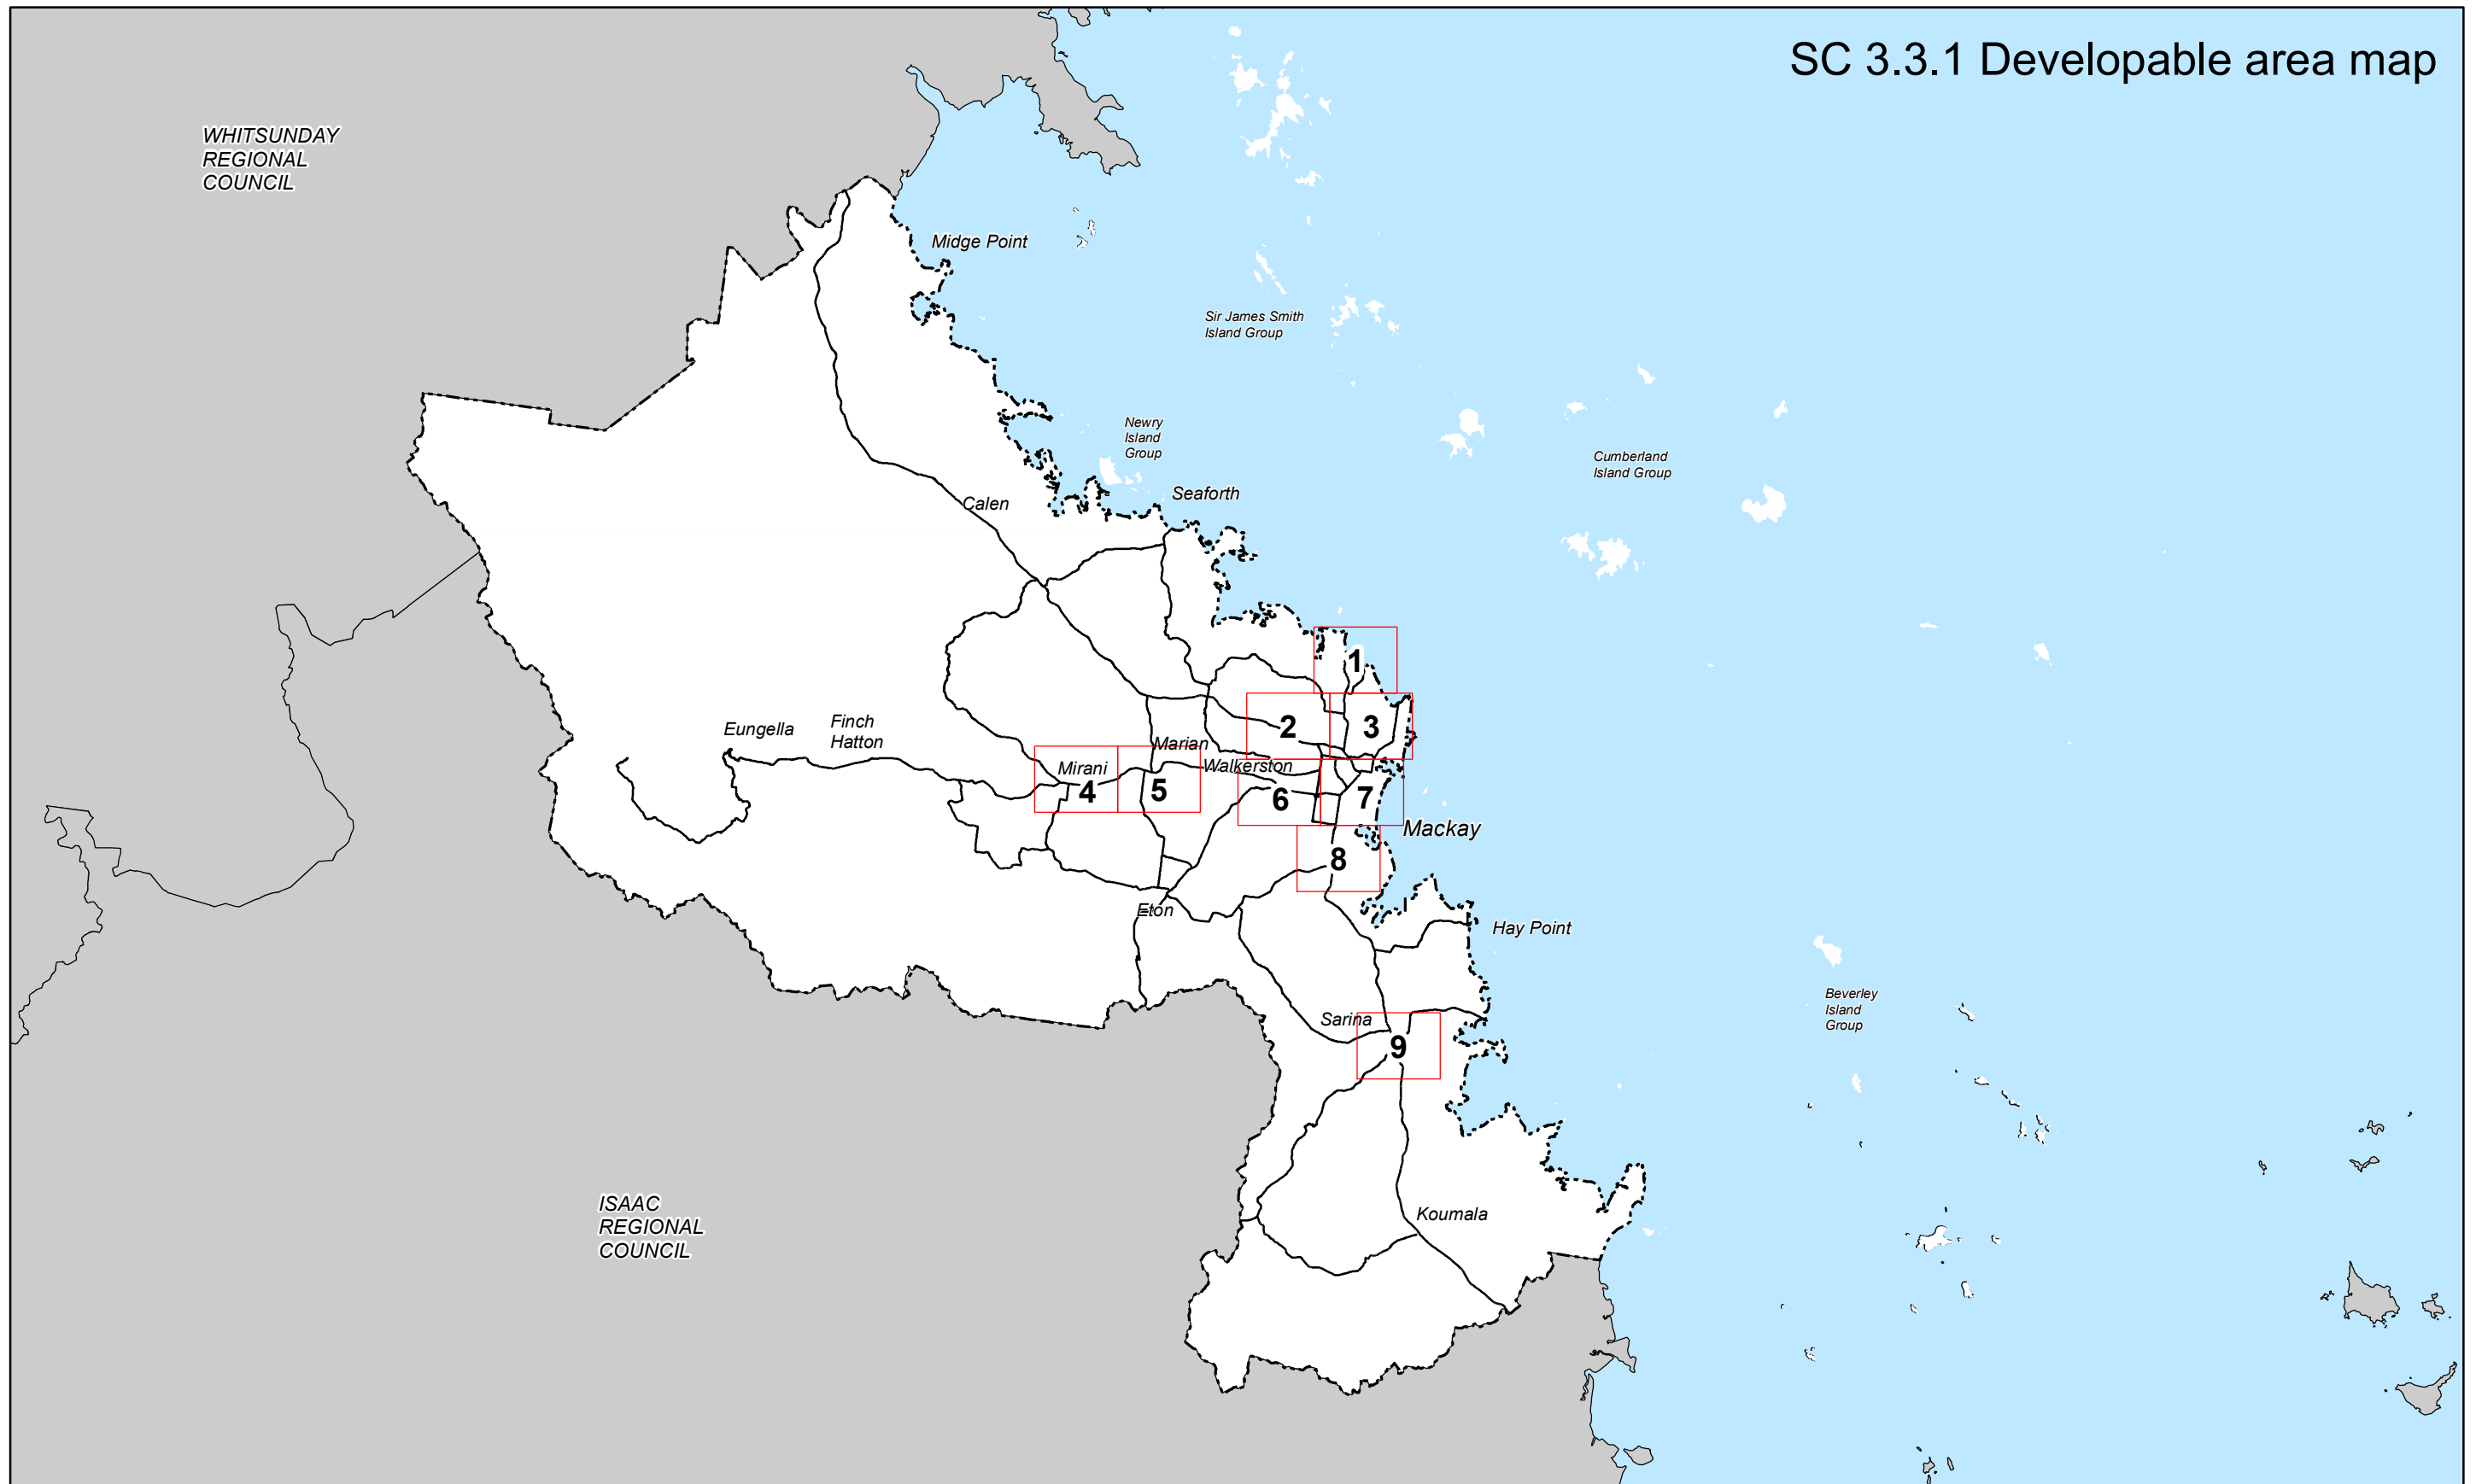 SC 3.3.1 Developable area map
WHITSUNDAY
REGIONAL
COUNCIL
Midge Point
Sir James Smith
Island Group
Newry
Island
Group
Cumberland
Island Group
Seaforth
Calen
1
2
3
Eungella
Finch
Hatton
Marian
Mirani
Walkerston
4
5
6
7
Mackay
8
Eton
Hay Point
Beverley
Island
Group
Sarina
9
ISAAC
REGIONAL
COUNCIL
Koumala